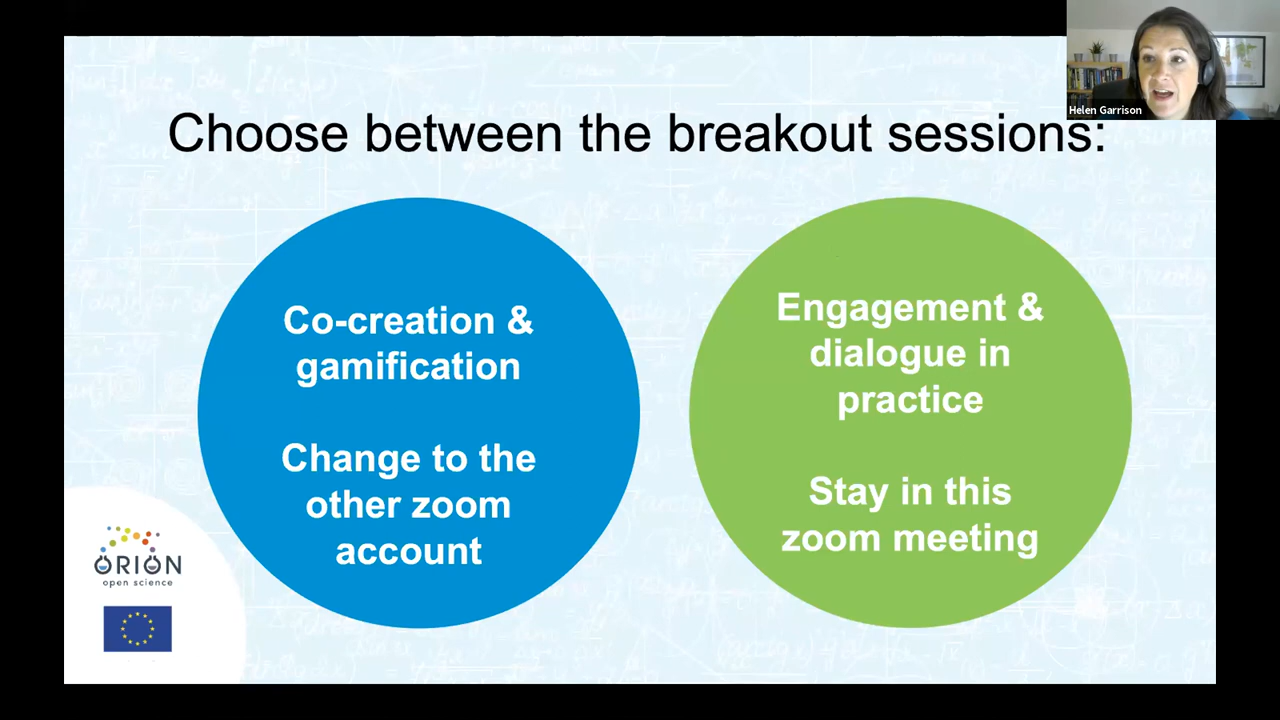 Helen Garrison
Choose between the breakout sessions:
Co-creation &
gamification
Change to the
other zoom
account
Engagement &
dialogue in
practice
Stay in this
zoom meeting
ORION
open science